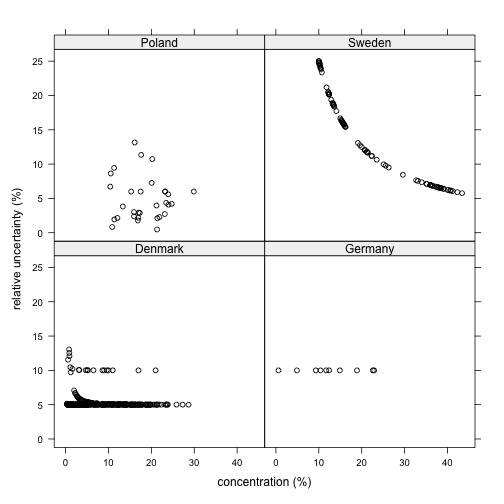 Poland Sweden
25
20
15
10
5
0
relative uncertainty (%)
Denmark Germany
25
20
15
10
5
0
0 10 20 30 40 0 10 20 30 40
concentration (%)